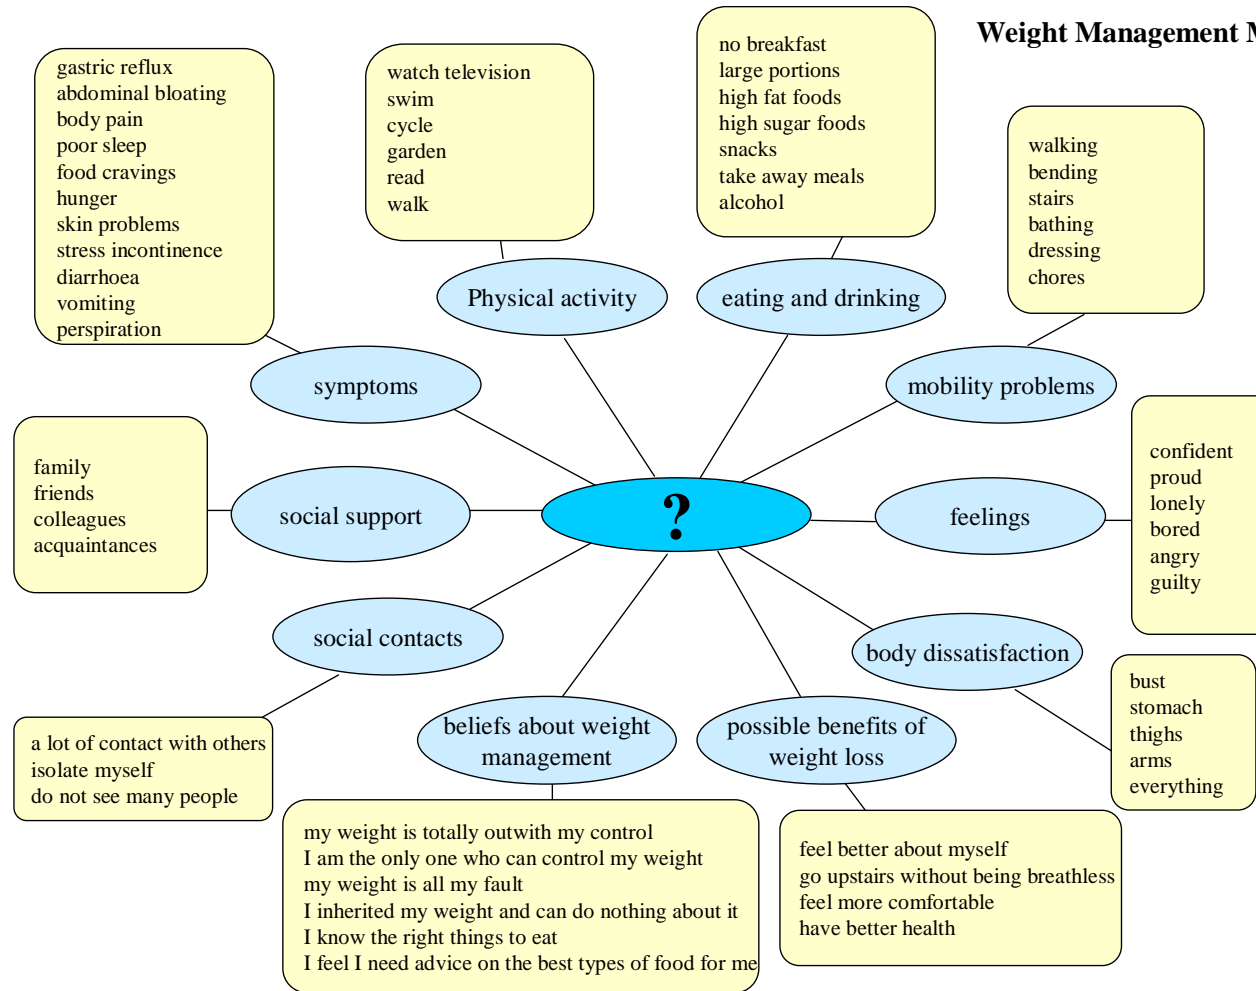 Weight Management M
gastric reflux
abdominal bloating
body pain
poor sleep
food cravings
hunger
skin problems
stress incontinence
diarrhoea
vomiting
perspiration
watch television
swim
cycle
garden
read
walk
no breakfast
large portions
high fat foods
high sugar foods
snacks
take away meals
alcohol
walking
bending
stairs
bathing
dressing
chores
Physical activity
eating and drinking
symptoms
mobility problems
family
friends
colleagues
acquaintances
social support
?
feelings
confident
proud
lonely
bored
angry
guilty
social contacts
body dissatisfaction
a lot of contact with others
isolate myself
do not see many people
beliefs about weight
management
possible benefits of
weight loss
bust
stomach
thighs
arms
everything
my weight is totally outwith my control
I am the only one who can control my weight
my weight is all my fault
I inherited my weight and can do nothing about it
I know the right things to eat
I feel I need advice on the best types of food for me
feel better about myself
go upstairs without being breathless
feel more comfortable
have better health